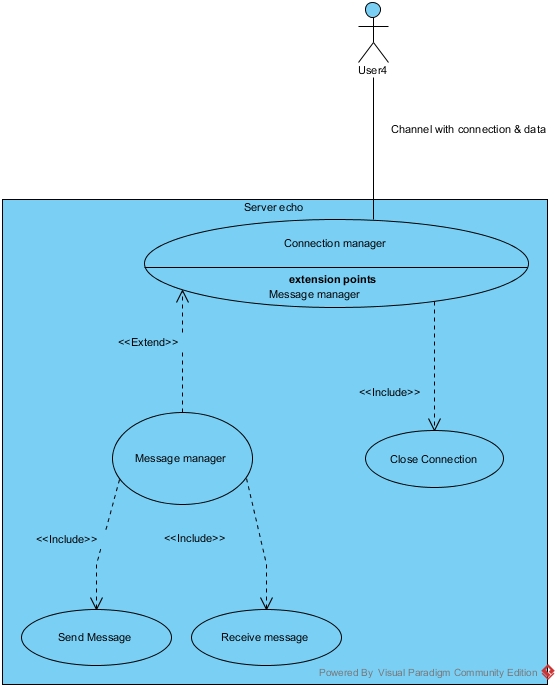 User4
Channel with connection & data
Server echo
Connection manager
extension points
Message manager
<<Extend>>
<<Include>>
Message manager
Close Connection
<<Include>>
<<Include>>
Send Message
Receive message
Powered By Visual Paradigm Community Edition